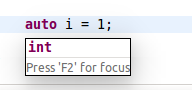 auto i = 1;
int
Press 'F2' for focus